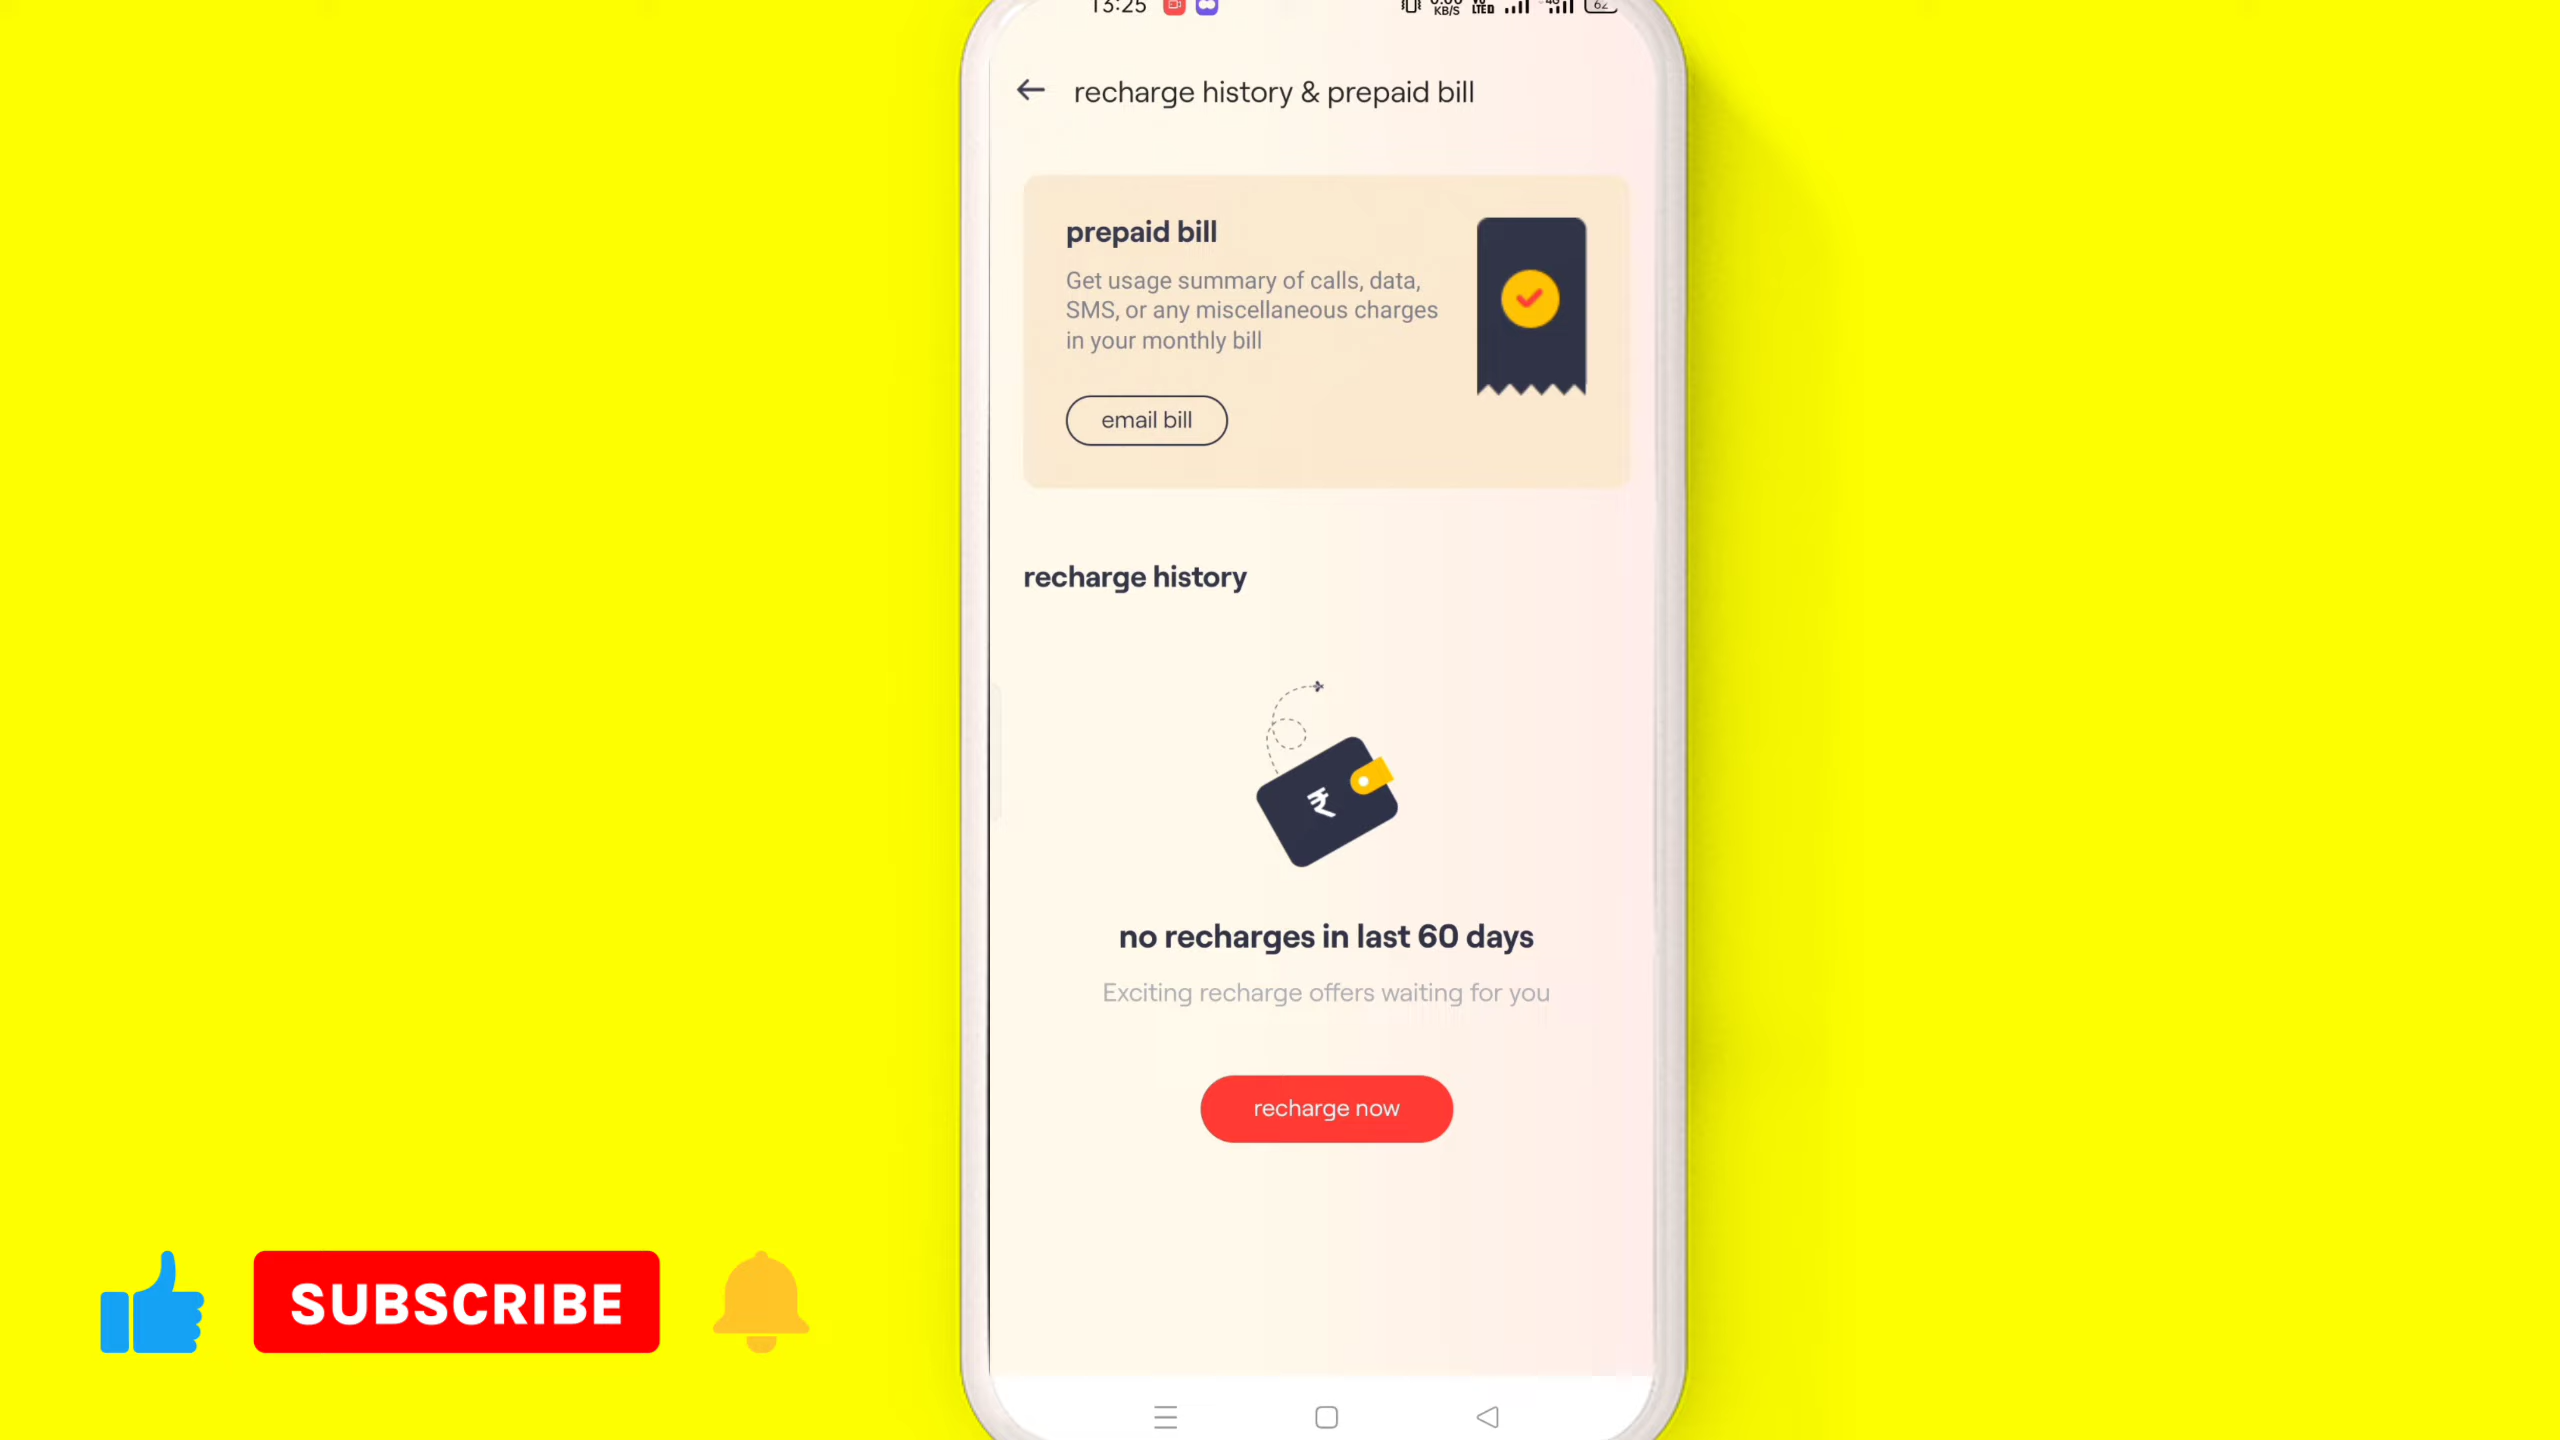 13:25
KB/S
recharge history & prepaid bill
prepaid bill
Get usage summary of calls, data,
SMS, or any miscellaneous charges
in your monthly bill
email bill
recharge history
₹
no recharges in last 60 days
Exciting recharge offers waiting for you
recharge now
SUBSCRIBE